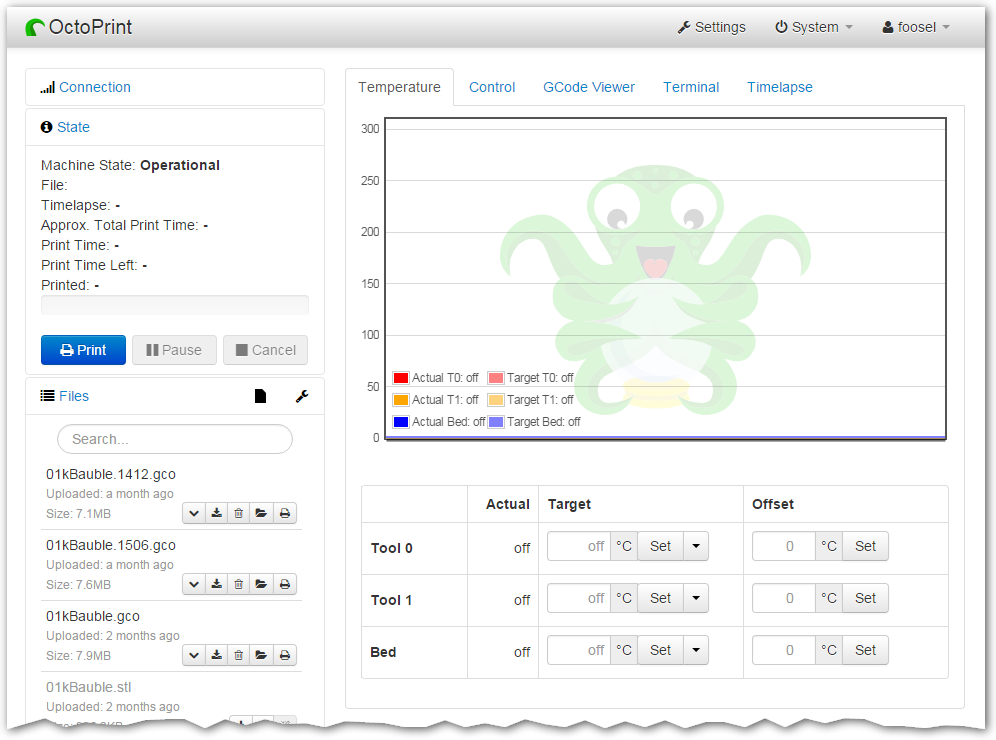 OctoPrint
Settings System foosel
Connection
State
Machine State: Operational
File:
Timelapse: -
Approx. Total Print Time: -
Print Time: -
Print Time Left: -
Printed: -
Print Pause Cancel
Files
Search...
01kBauble.1412.gco
Uploaded: a month ago
Size: 7.1MB
01kBauble.1506.gco
Uploaded: a month ago
Size: 7.6MB
01kBauble.gco
Uploaded: 2 months ago
Size: 7.9MB
01kBauble.stl
Uploaded: 2 months ago
Temperature Control GCode Viewer Terminal Timelapse
300
250
200
150
100
50
0
Actual T0: off Target T0: off
Actual T1: off Target T1: off
Actual Bed: off Target Bed: off
Actual Target Offset
Tool 0 off off °C Set 0 °C Set
Tool 1 off off °C Set 0 °C Set
Bed off off °C Set 0 °C Set